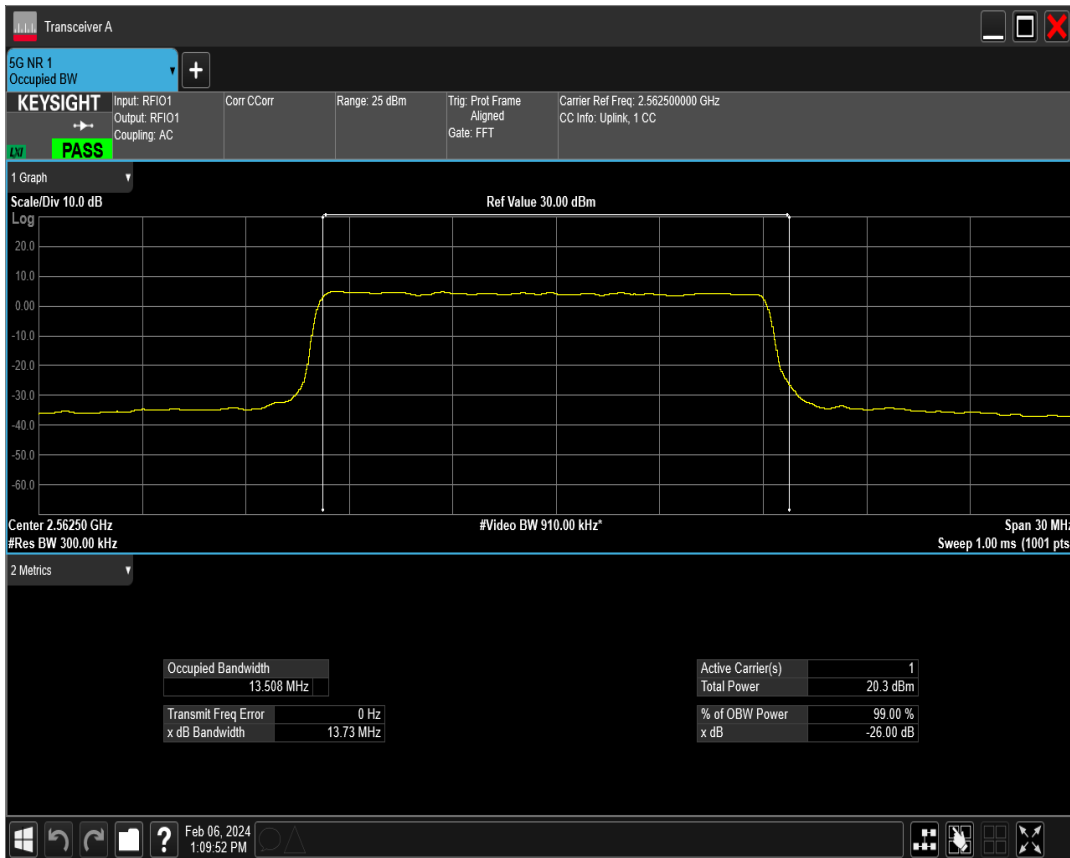 Transceiver A
5G NR 1
Occupied BW
KEYSIGHT
LXI
PASS
Input: RFIO1
Output: RFIO1
Coupling: AC
Corr CCorr
Range: 25 dBm
Trig: Prot Frame
Aligned
Gate: FFT
Carrier Ref Freq: 2.562500000 GHz
CC Info: Uplink, 1 CC
1 Graph
Scale/Div 10.0 dB
Ref Value 30.00 dBm
Log
20.0
10.0
0.00
-10.0
-20.0
-30.0
-40.0
-50.0
-60.0
Center 2.56250 GHz
#Video BW 910.00 kHz*
Span 30 MHz
#Res BW 300.00 kHz
Sweep 1.00 ms (1001 pts
2 Metrics
Occupied Bandwidth
13.508 MHz
Transmit Freq Error 0 Hz
x dB Bandwidth 13.73 MHz
Active Carrier(s) 1
Total Power 20.3 dBm
% of OBW Power 99.00 %
x dB -26.00 dB
?
Feb 06, 2024
1:09:52 PM